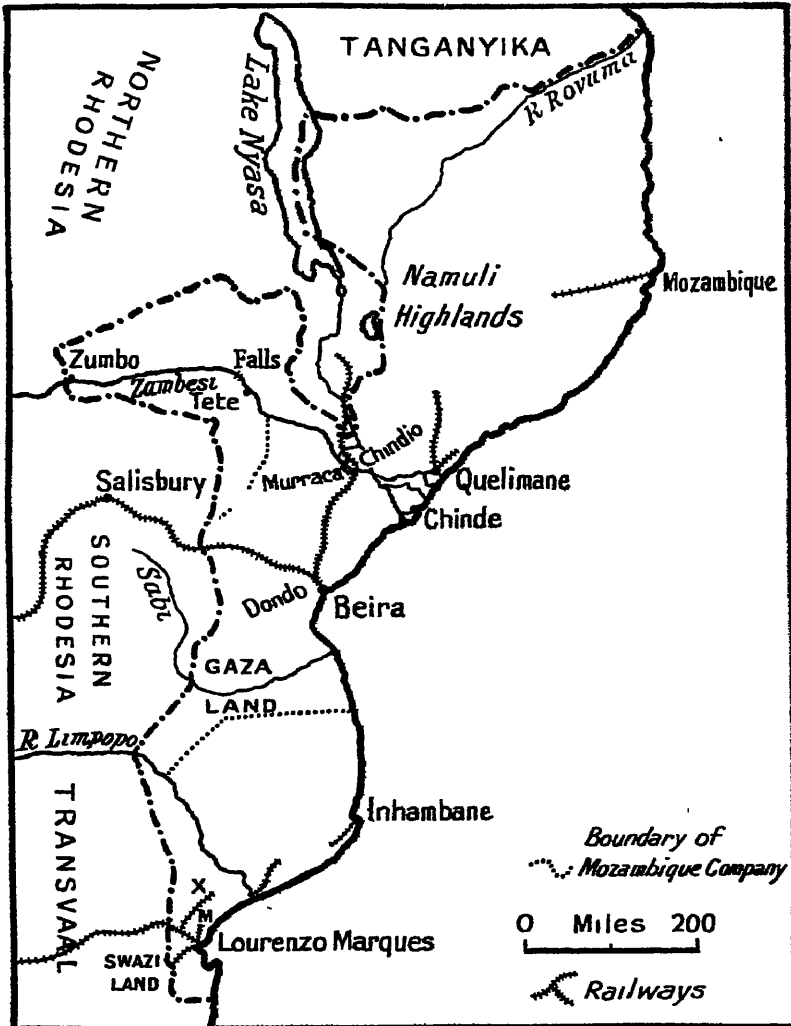 TANGANYIKA
NORTHERN
RHODESIA
Lake Nyasa
R Rovuma
Namuli
Highlands
Mozambique
Zumbo
Falls
Zambesi
Tete
Chindio
Murraca
Quelimane
Chinde
Salisbury
SOUTHERN
RHODESIA
Sabi
Dondo
Beira
GAZA
LAND
R Limpopo
TRANSVAAL
Inhambane
X
M
Lourenzo Marques
SWAZI
LAND
Boundary of
Mozambique Company
0 Miles 200
Railways